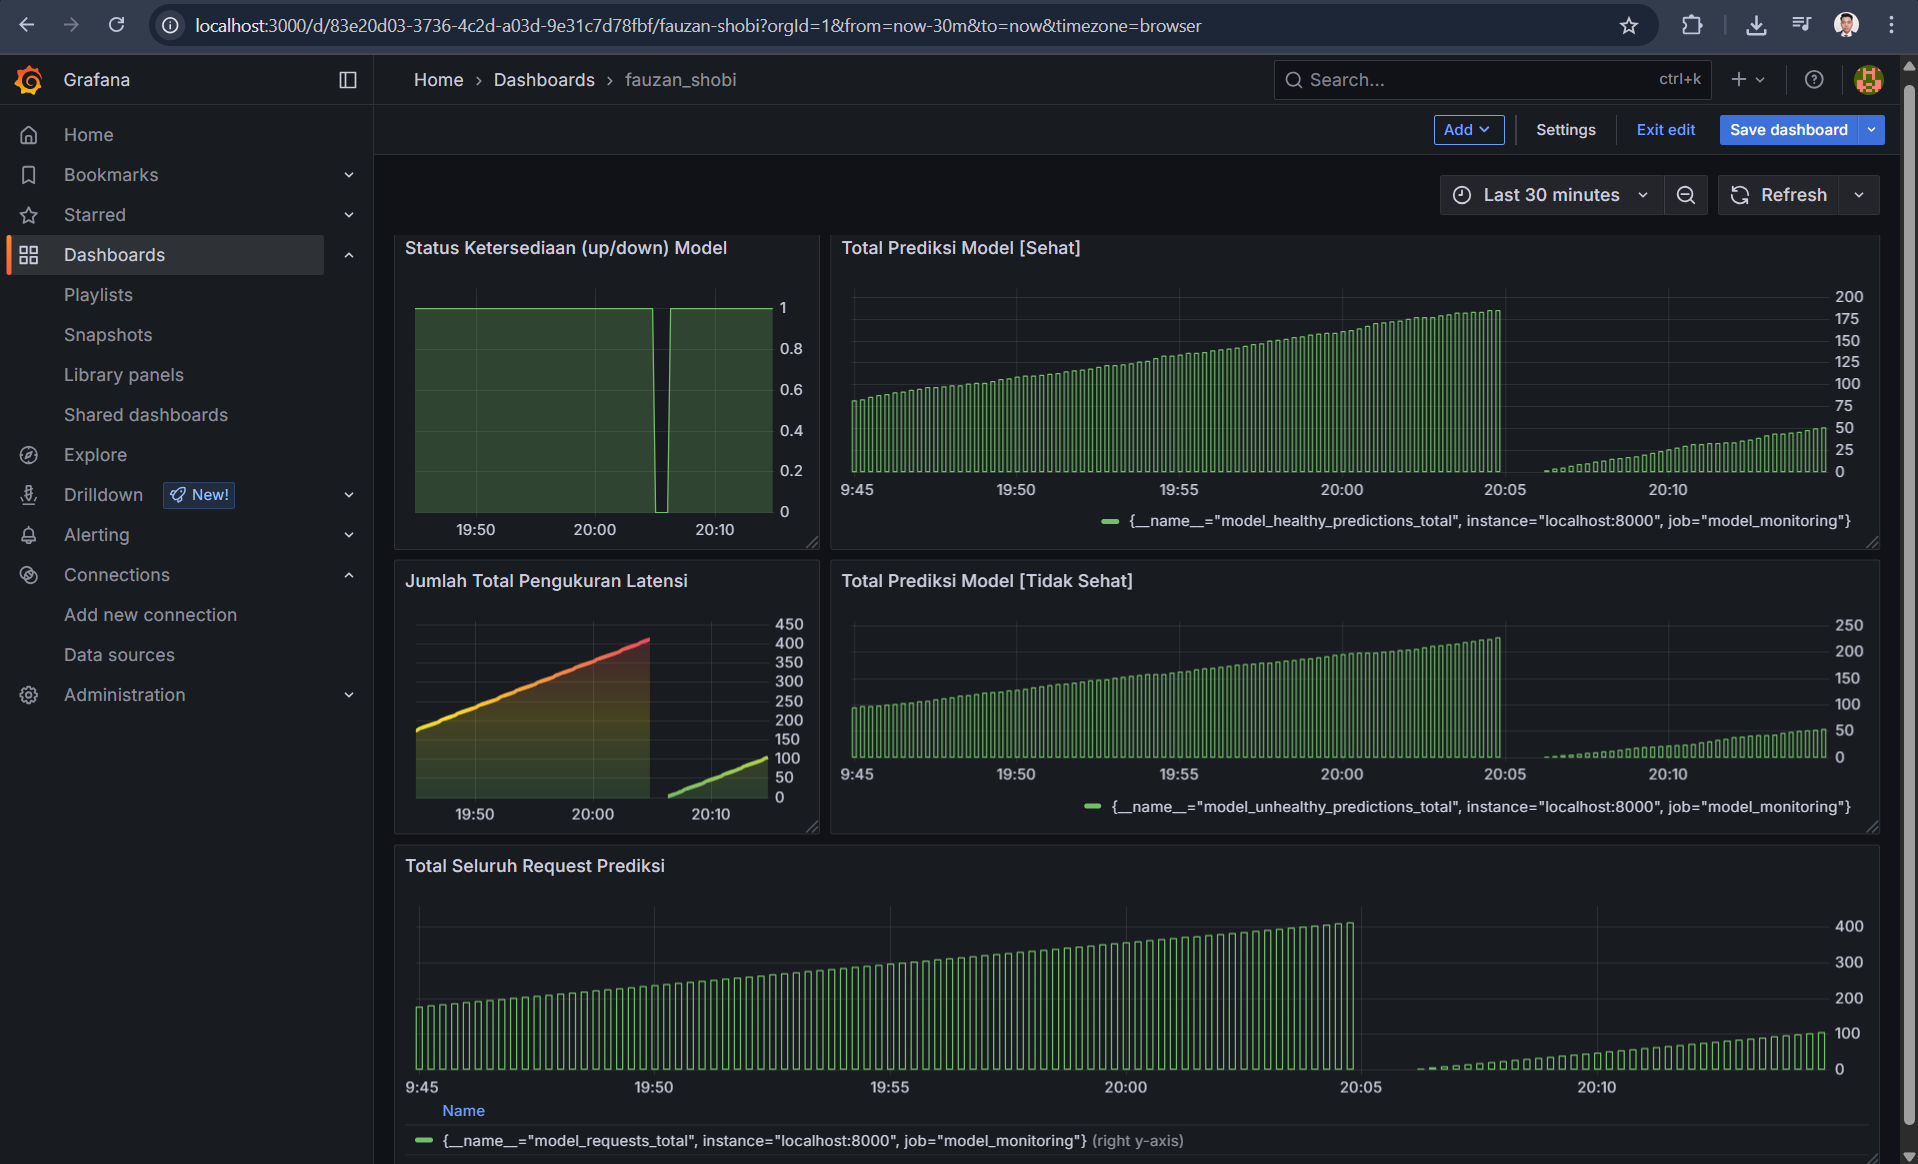 localhost:3000/d/83e20d03-3736-4c2d-a03d-9e31c7d78fbf/fauzan-shobi?orgId=1&from=now-30m&to=now&timezone=browser
Grafana
Home › Dashboards › fauzan_shobi
Search... ctrl+k
Add Settings Exit edit Save dashboard
Last 30 minutes Refresh
Home
Bookmarks
Starred
Dashboards
Playlists
Snapshots
Library panels
Shared dashboards
Explore
Drilldown New!
Alerting
Connections
Add new connection
Data sources
Administration
Status Ketersediaan (up/down) Model
1
0.8
0.6
0.4
0.2
0
19:50 20:00 20:10
Total Prediksi Model [Sehat]
200
175
150
125
100
75
50
25
0
9:45 19:50 19:55 20:00 20:05 20:10
{__name__="model_healthy_predictions_total", instance="localhost:8000", job="model_monitoring"}
Jumlah Total Pengukuran Latensi
450
400
350
300
250
200
150
100
50
0
19:50 20:00 20:10
Total Prediksi Model [Tidak Sehat]
250
200
150
100
50
0
9:45 19:50 19:55 20:00 20:05 20:10
{__name__="model_unhealthy_predictions_total", instance="localhost:8000", job="model_monitoring"}
Total Seluruh Request Prediksi
400
300
200
100
0
9:45 19:50 19:55 20:00 20:05 20:10
Name
{__name__="model_requests_total", instance="localhost:8000", job="model_monitoring"} (right y-axis)